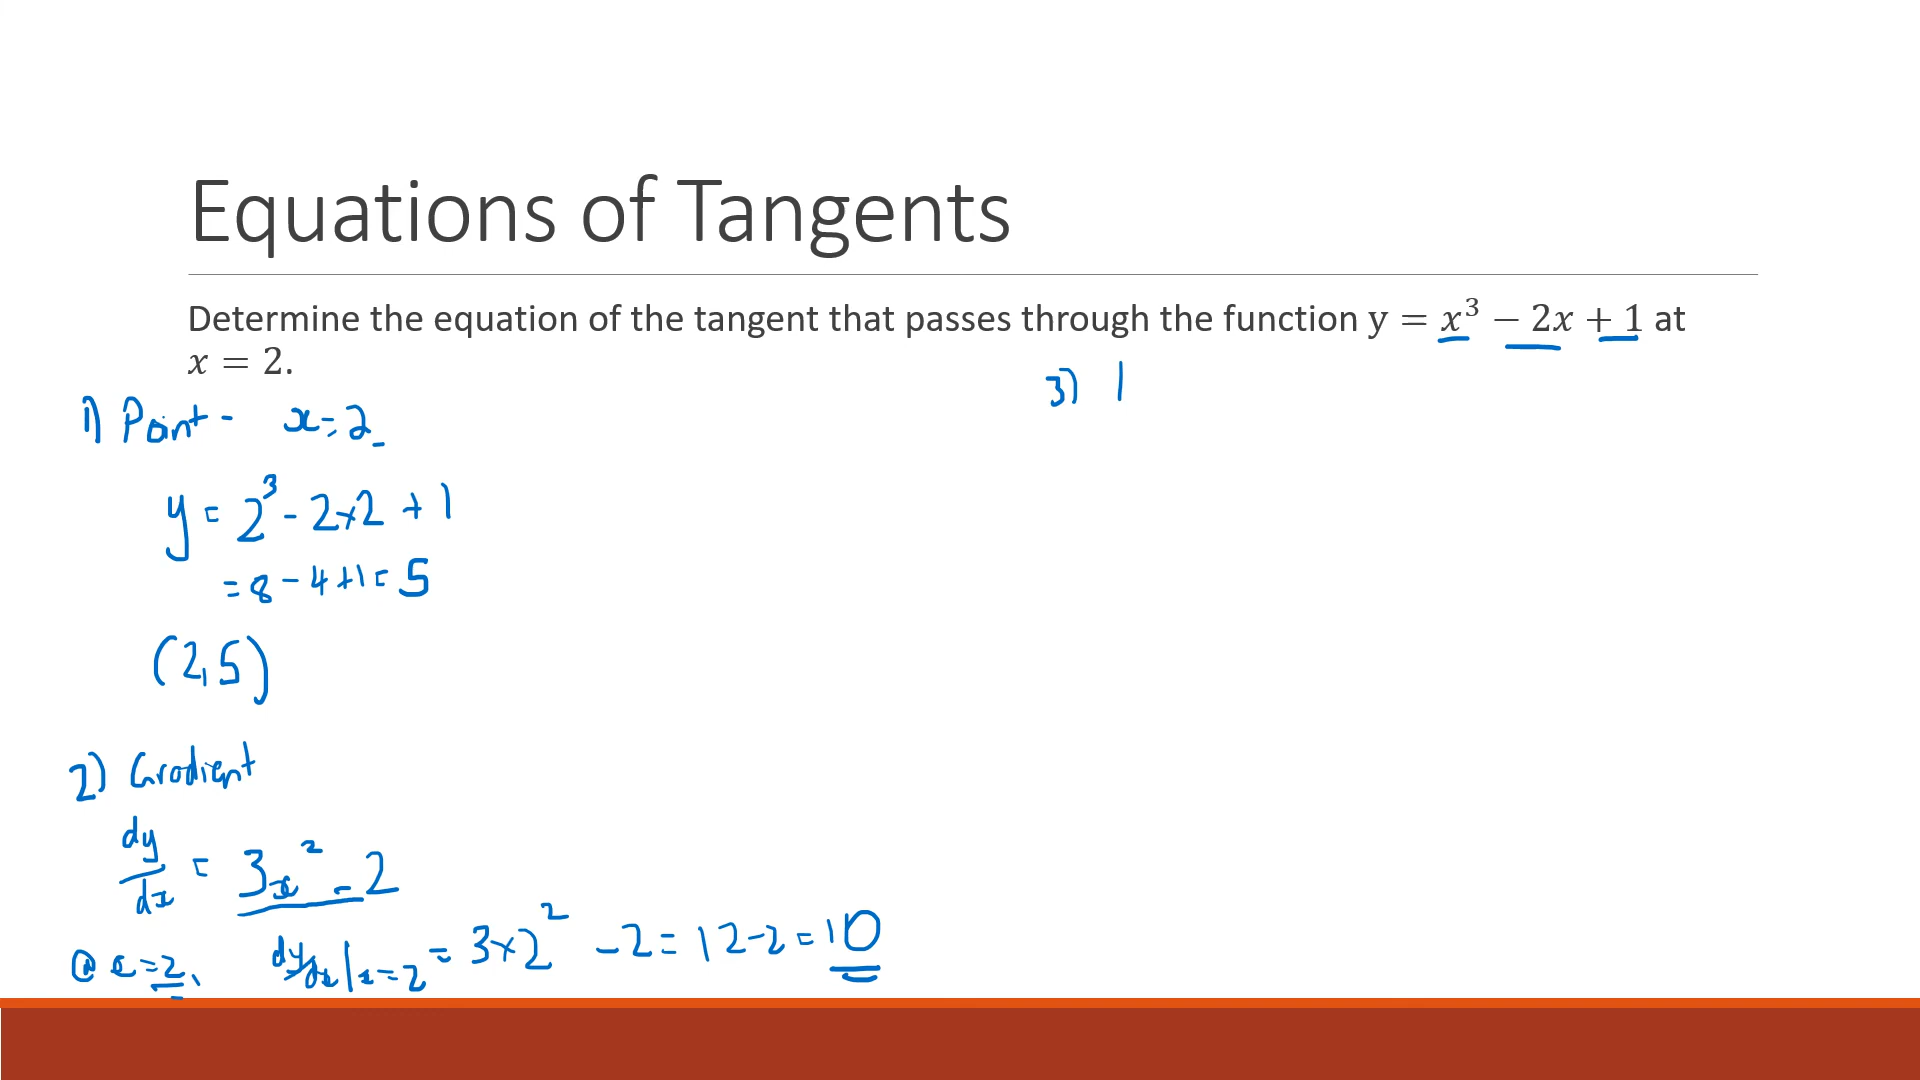 Equations of Tangents
Determine the equation of the tangent that passes through the function y = x³ − 2x + 1 at
x = 2.
1) Point - x = 2
y = 2³ - 2×2 + 1
= 8 - 4 + 1 = 5
(2,5)
2) Gradient
dy/dx = 3x² - 2
@ x = 2, dy/dx|x=2 = 3×2² - 2 = 12 - 2 = 10
3) 1